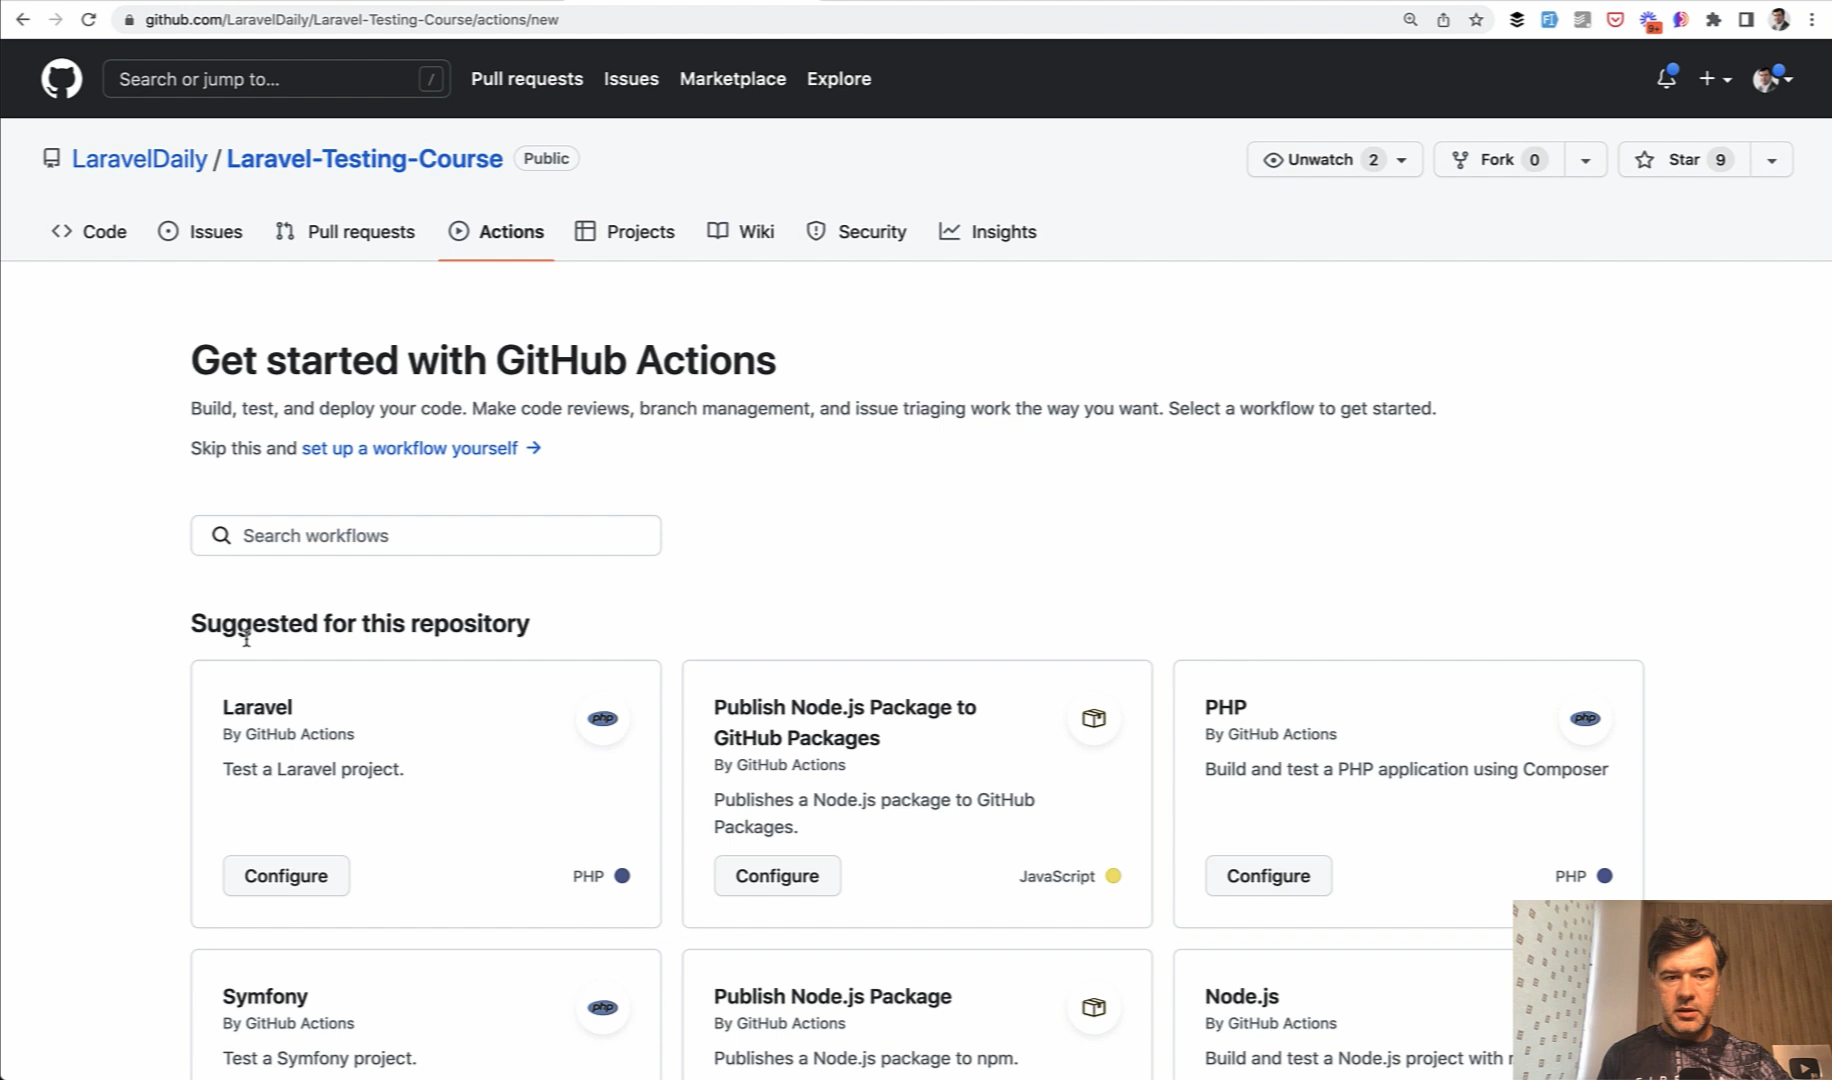 github.com/LaravelDaily/Laravel-Testing-Course/actions/new
9+
Search or jump to...
/
Pull requests
Issues
Marketplace
Explore
LaravelDaily / Laravel-Testing-Course
Public
Unwatch 2
Fork 0
Star 9
Code
Issues
Pull requests
Actions
Projects
Wiki
Security
Insights
Get started with GitHub Actions
Build, test, and deploy your code. Make code reviews, branch management, and issue triaging work the way you want. Select a workflow to get started.
Skip this and set up a workflow yourself →
Search workflows
Suggested for this repository
Laravel
By GitHub Actions
Test a Laravel project.
php
Configure
PHP
Publish Node.js Package to
GitHub Packages
By GitHub Actions
Publishes a Node.js package to GitHub
Packages.
Configure
JavaScript
PHP
By GitHub Actions
Build and test a PHP application using Composer
php
Configure
PHP
Symfony
By GitHub Actions
Test a Symfony project.
php
Publish Node.js Package
By GitHub Actions
Publishes a Node.js package to npm.
Node.js
By GitHub Actions
Build and test a Node.js project with